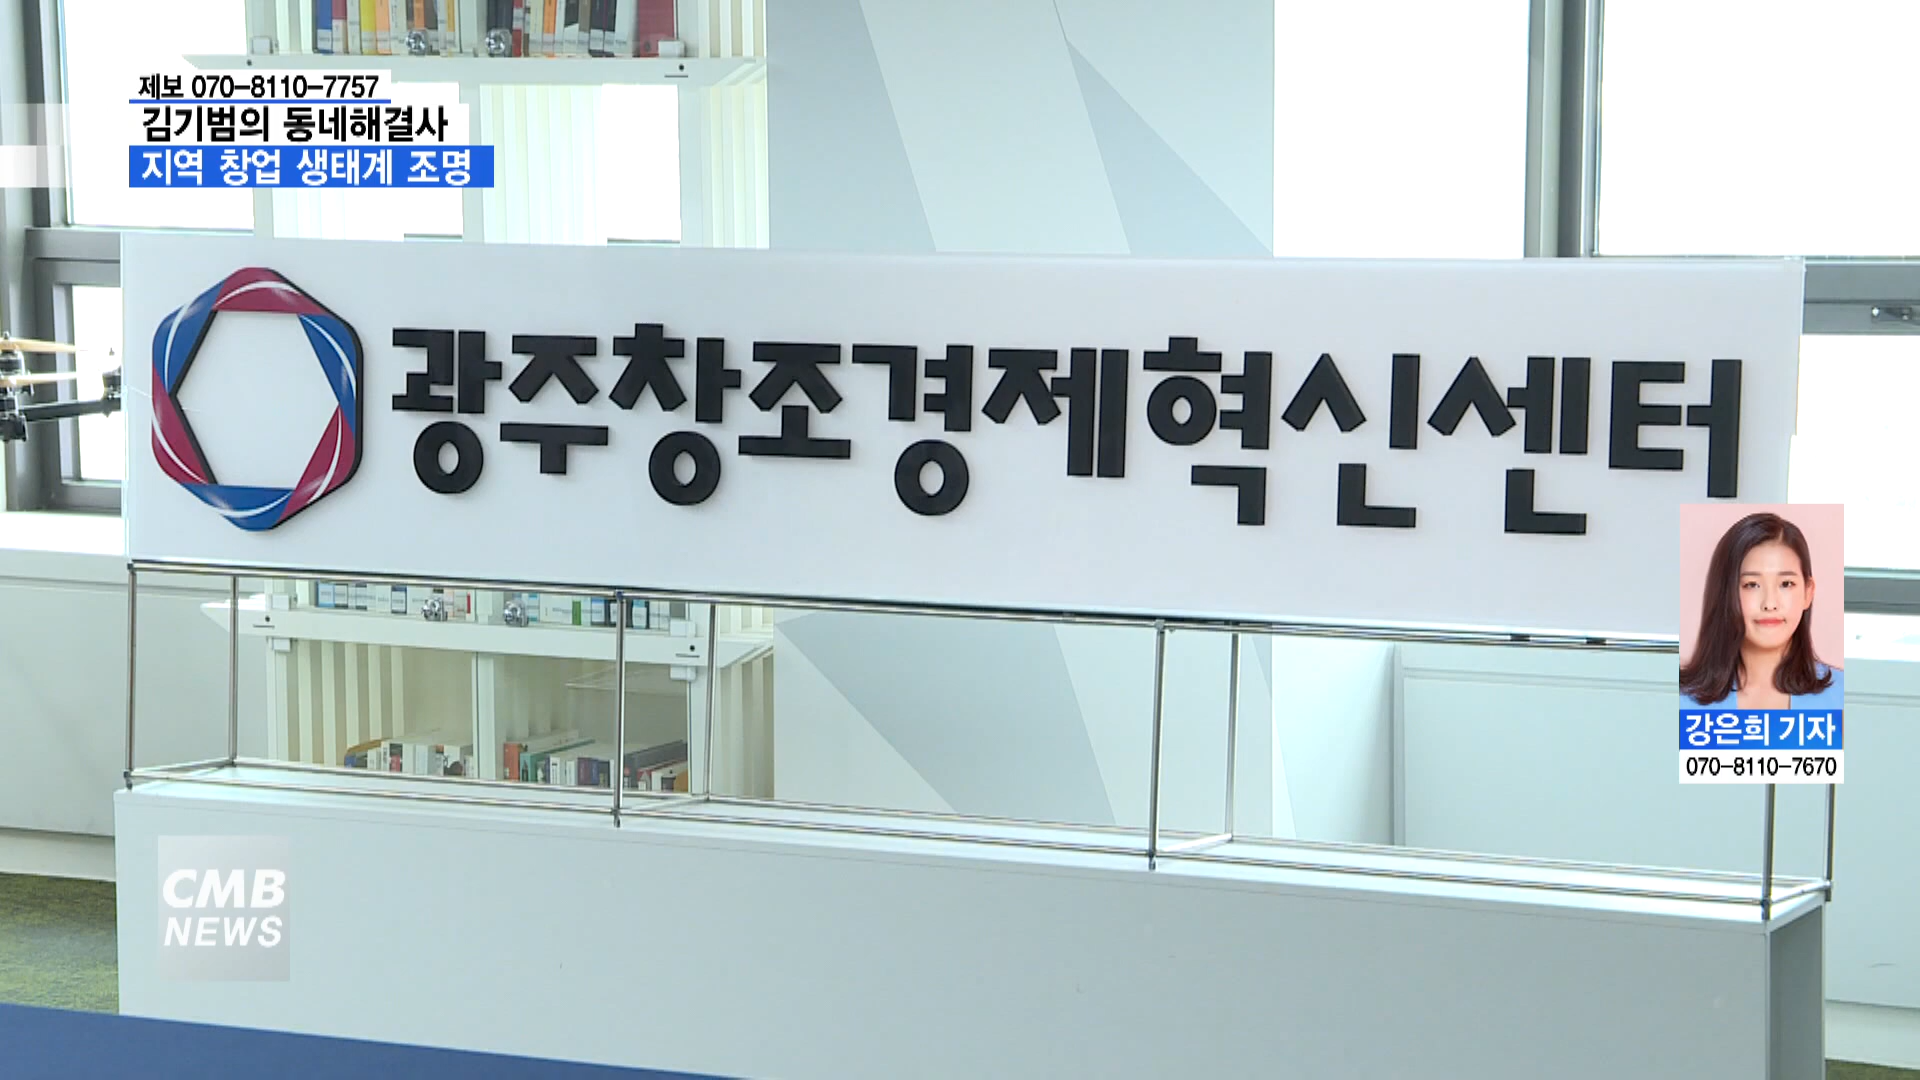 제보 070-8110-7757
김기범의 동네해결사
지역 창업 생태계 조명
광주창조경제혁신센터
강은희 기자
070-8110-7670
CMB
NEWS